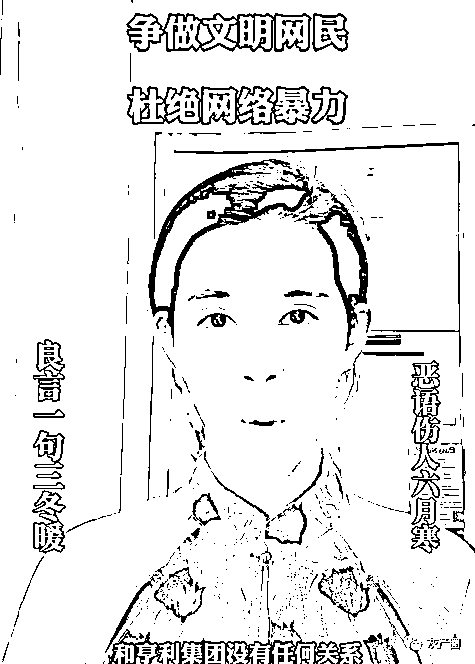 争做文明网民
杜绝网络暴力
良言一句三冬暖
恶语伤人六月寒
和亨利集团没有任何关系
灰产圈